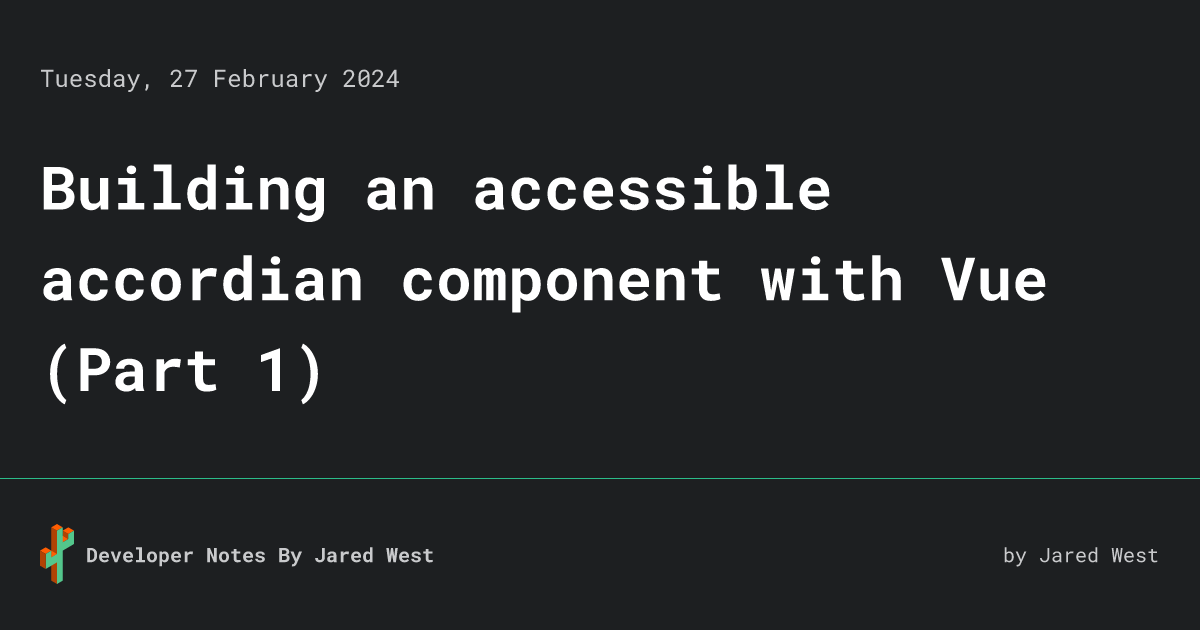 Tuesday, 27 February 2024
Building an accessible
accordian component with Vue
(Part 1)
Developer Notes By Jared West
by Jared West